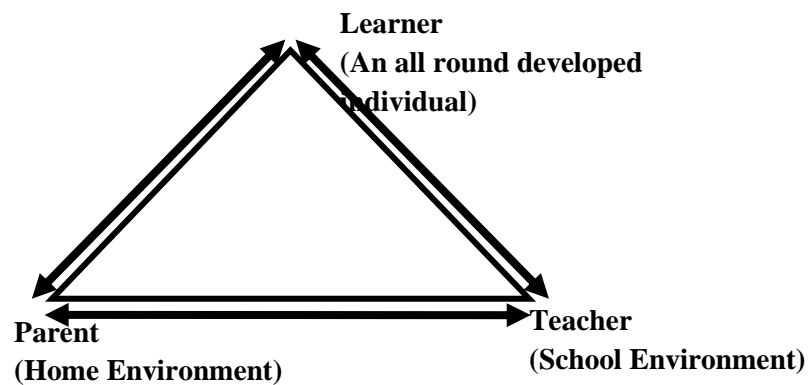 Learner
(An all round developed
individual)
Parent
(Home Environment)
Teacher
(School Environment)